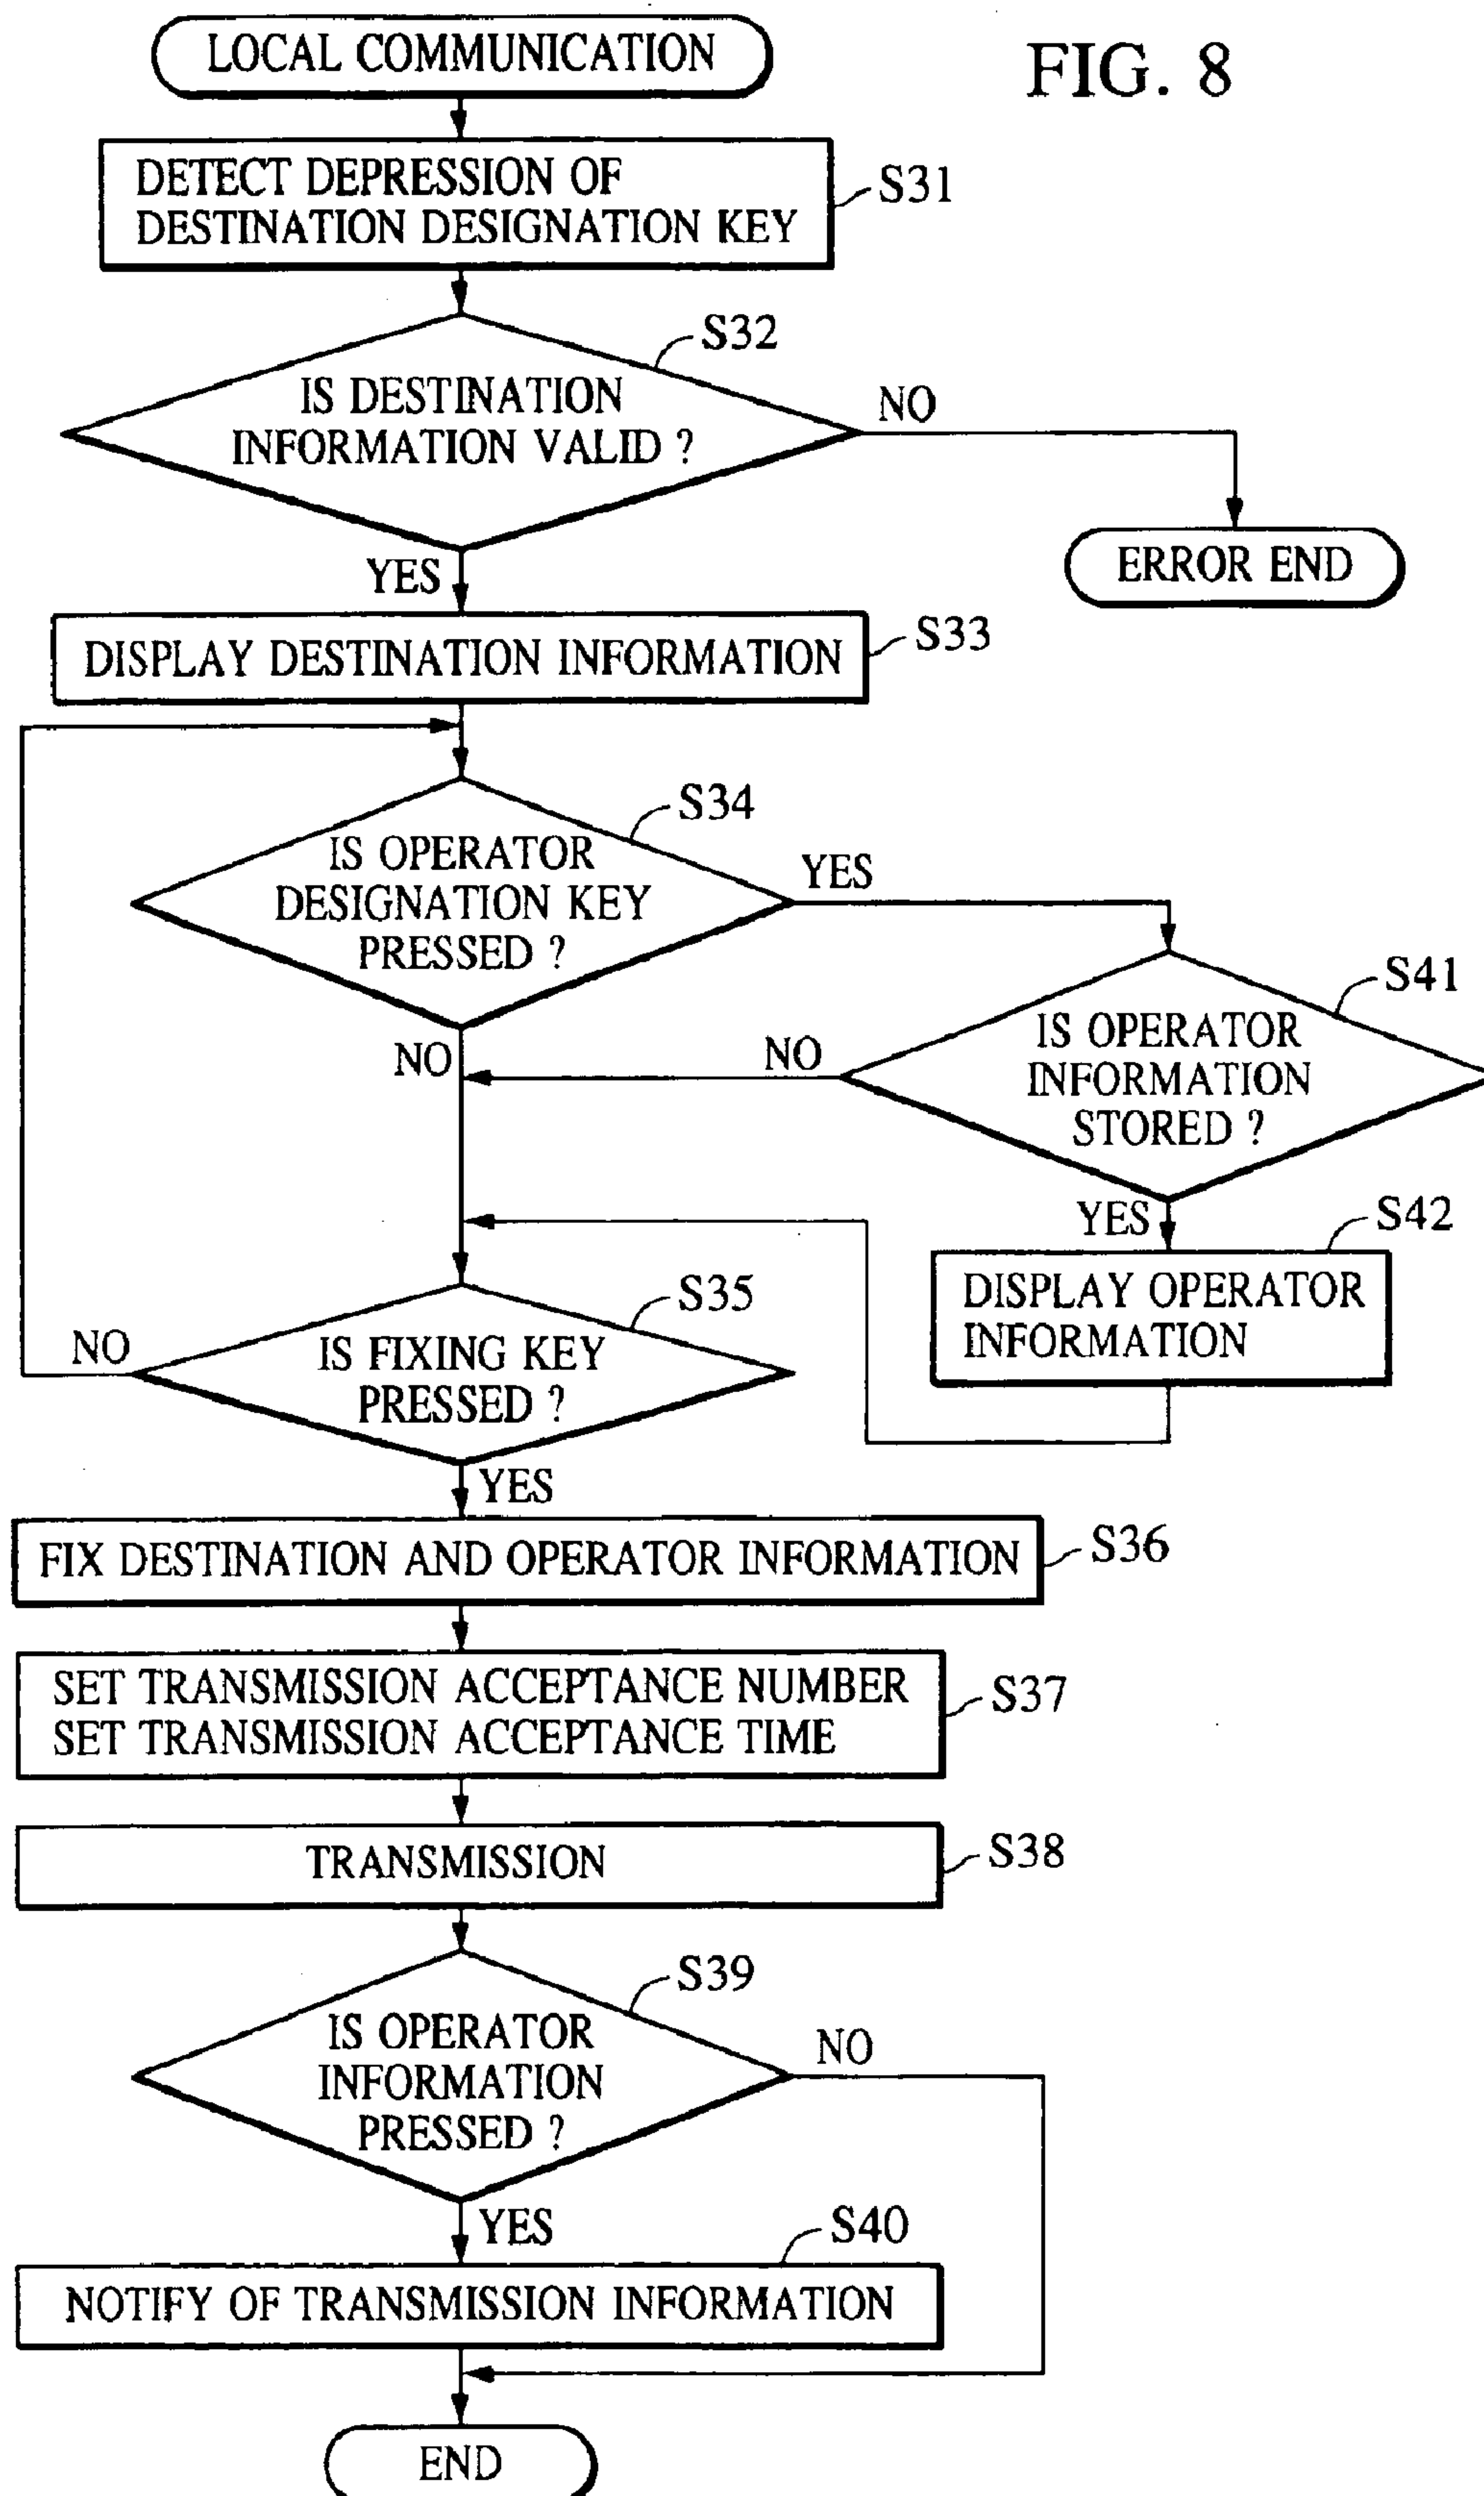 LOCAL COMMUNICATION
FIG. 8
DETECT DEPRESSION OF
DESTINATION DESIGNATION KEY
S31
S32
IS DESTINATION
INFORMATION VALID ?
NO
ERROR END
YES
DISPLAY DESTINATION INFORMATION
S33
S34
IS OPERATOR
DESIGNATION KEY
PRESSED ?
YES
S41
IS OPERATOR
INFORMATION
STORED ?
NO
NO
YES
S42
DISPLAY OPERATOR
INFORMATION
S35
IS FIXING KEY
PRESSED ?
NO
YES
FIX DESTINATION AND OPERATOR INFORMATION
S36
SET TRANSMISSION ACCEPTANCE NUMBER
SET TRANSMISSION ACCEPTANCE TIME
S37
TRANSMISSION
S38
S39
IS OPERATOR
INFORMATION
PRESSED ?
NO
YES
S40
NOTIFY OF TRANSMISSION INFORMATION
END